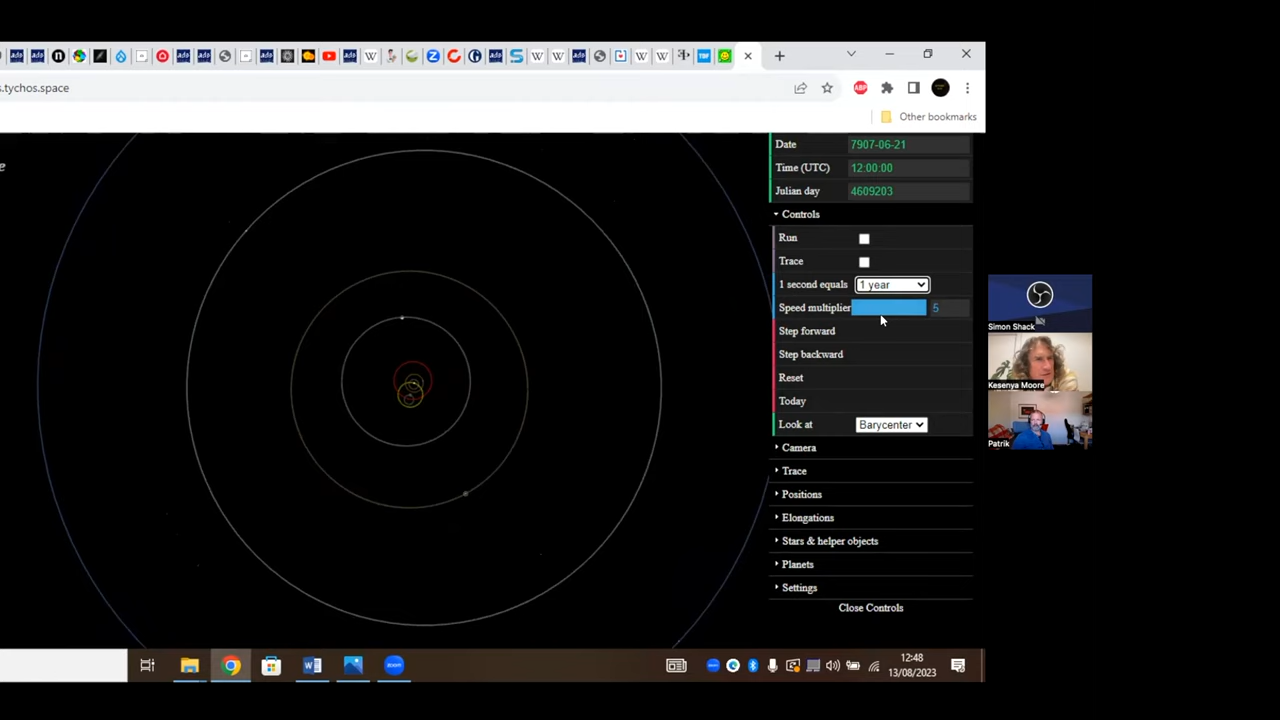 s.tychos.space
Other bookmarks
e
Date 7907-06-21
Time (UTC) 12:00:00
Julian day 4609203
Controls
Run
Trace
1 second equals 1 year
Speed multiplier 5
Step forward
Step backward
Reset
Today
Look at Barycenter
Camera
Trace
Positions
Elongations
Stars & helper objects
Planets
Settings
Close Controls
Simon Shack
Kesenya Moore
Patrik
12:48
13/08/2023